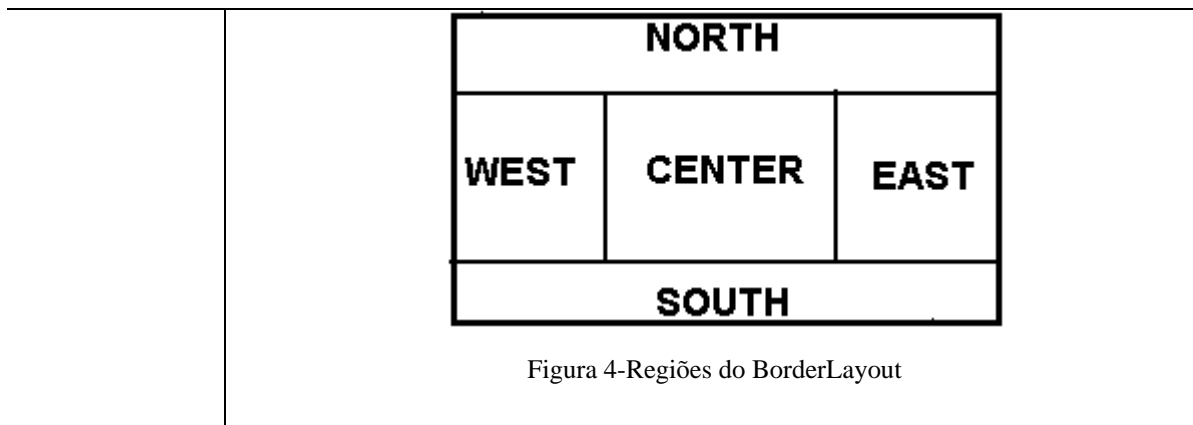 NORTH
WEST CENTER EAST
SOUTH
Figura 4-Regiões do BorderLayout